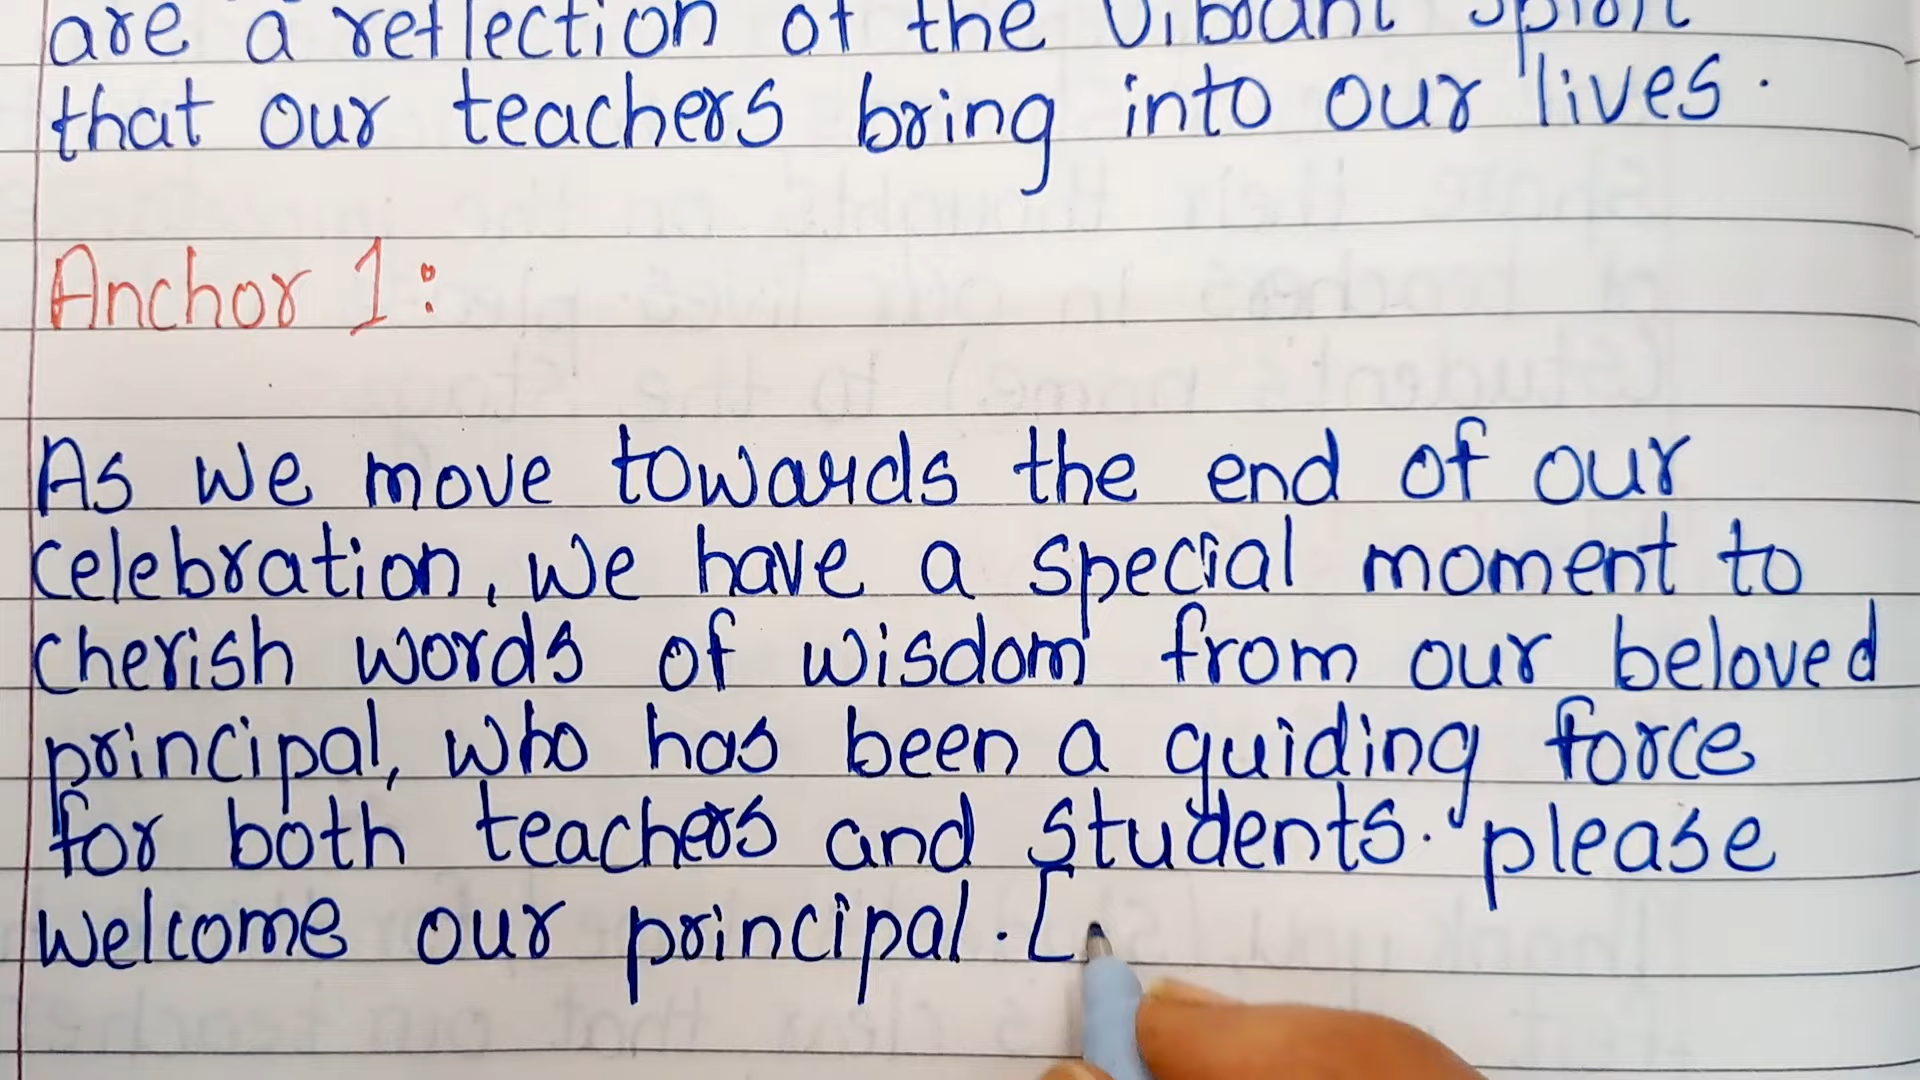 are a reflection of the vibrant spirit
that our teachers bring into our lives.
Anchor 1:
As we move towards the end of our
celebration, we have a special moment to
cherish words of wisdom from our beloved
principal, who has been a guiding force
for both teachers and students. please
welcome our principal. [